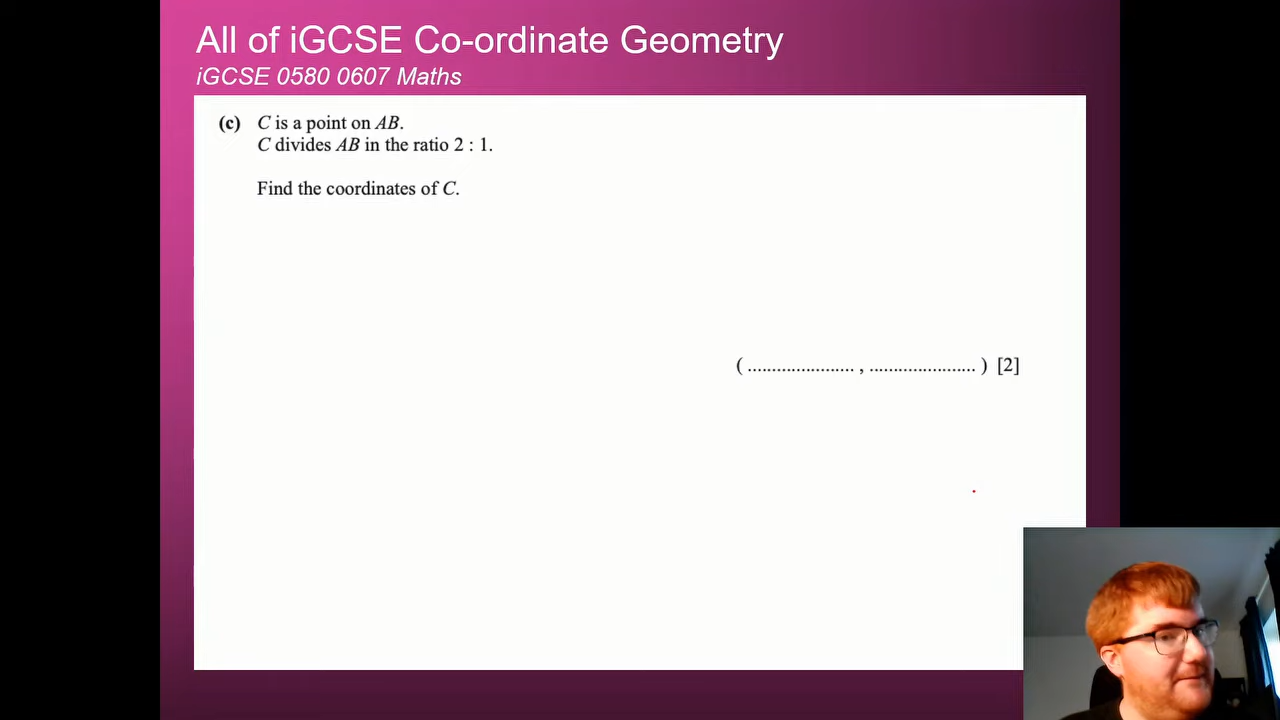 All of iGCSE Co-ordinate Geometry
iGCSE 0580 0607 Maths
(c) C is a point on AB.
C divides AB in the ratio 2 : 1.
Find the coordinates of C.
( ...................... , ...................... ) [2]